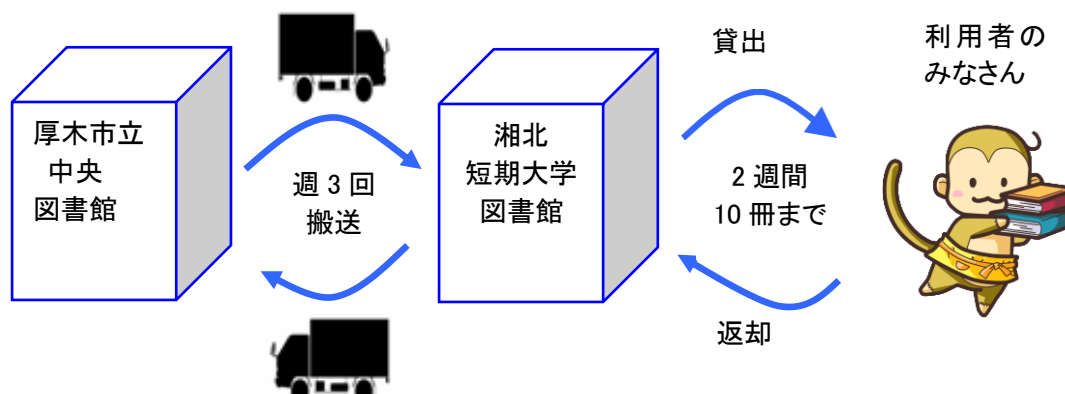 厚木市立
中央
図書館
週 3 回
搬送
湘北
短期大学
図書館
貸出
2 週間
10 冊まで
返却
利用者の
みなさん